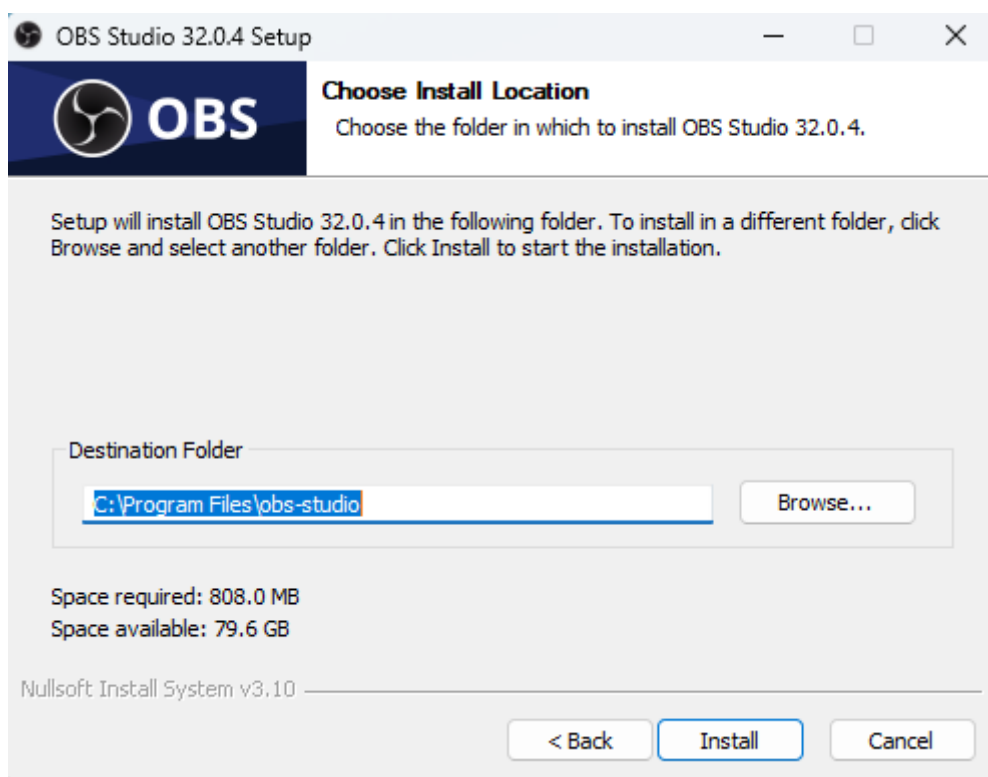 OBS Studio 32.0.4 Setup
OBS
Choose Install Location
Choose the folder in which to install OBS Studio 32.0.4.
Setup will install OBS Studio 32.0.4 in the following folder. To install in a different folder, click
Browse and select another folder. Click Install to start the installation.
Destination Folder
C:\Program Files\obs-studio
Browse...
Space required: 808.0 MB
Space available: 79.6 GB
Nullsoft Install System v3.10
< Back
Install
Cancel